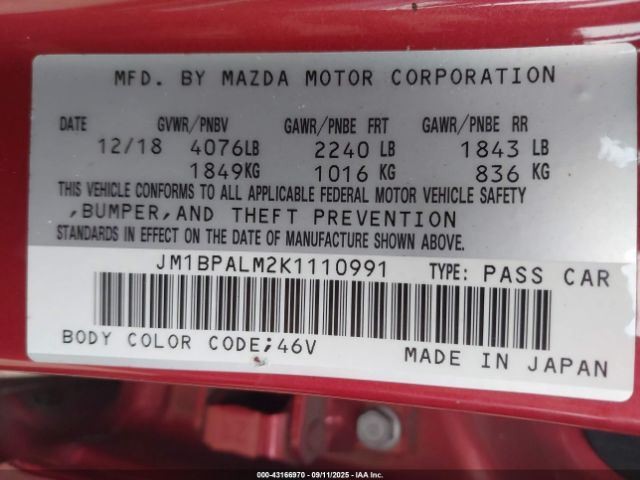 MFD. BY MAZDA MOTOR CORPORATION
DATE GVWR/PNBV GAWR/PNBE FRT GAWR/PNBE RR
12/18 4076LB 2240 LB 1843 LB
1849KG 1016 KG 836 KG
THIS VEHICLE CONFORMS TO ALL APPLICABLE FEDERAL MOTOR VEHICLE SAFETY
,BUMPER,AND THEFT PREVENTION
STANDARDS IN EFFECT ON THE DATE OF MANUFACTURE SHOWN ABOVE.
JM1BPALM2K1110991 TYPE: PASS CAR
BODY COLOR CODE;46V MADE IN JAPAN
000-43166970 - 09/11/2025 - IAA Inc.